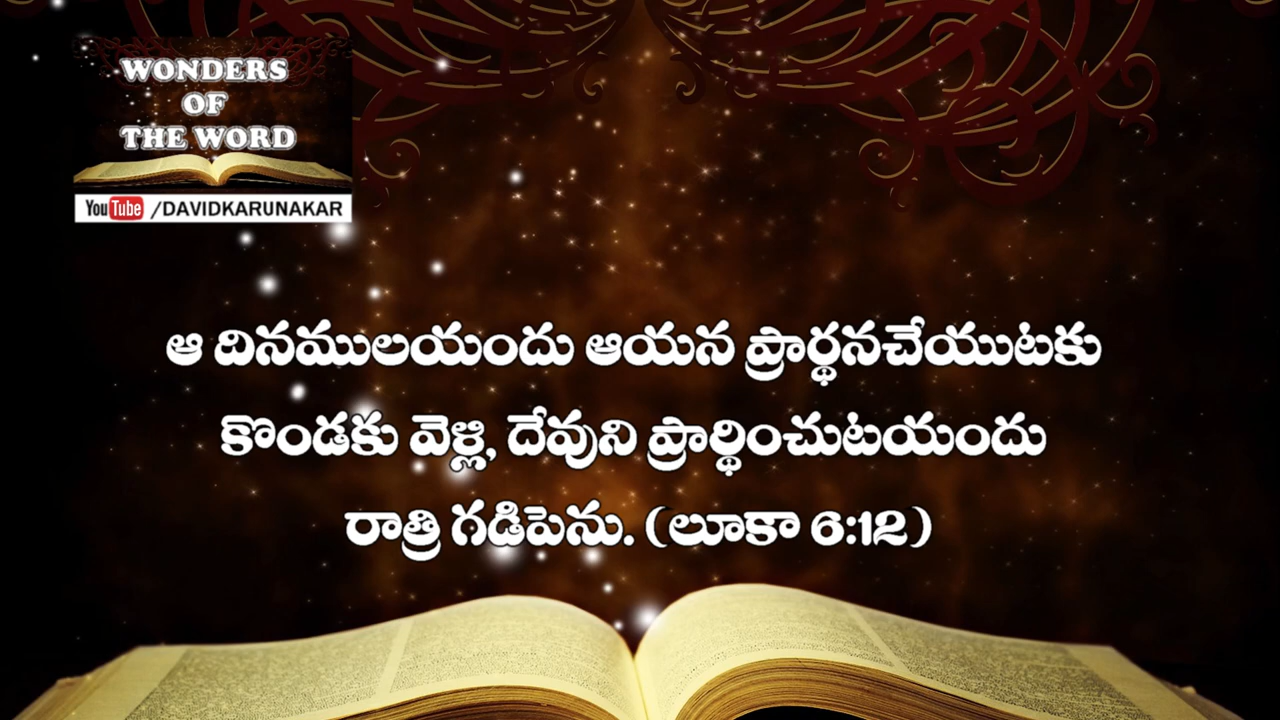 WONDERS
OF
THE WORD
YouTube /DAVIDKARUNAKAR
ఆ దినములయందు ఆయన ప్రార్థనచేయుటకు
కొండకు వెళ్లి, దేవుని ప్రార్థించుటయందు
రాత్రి గడిపెను. (లూకా 6:12)